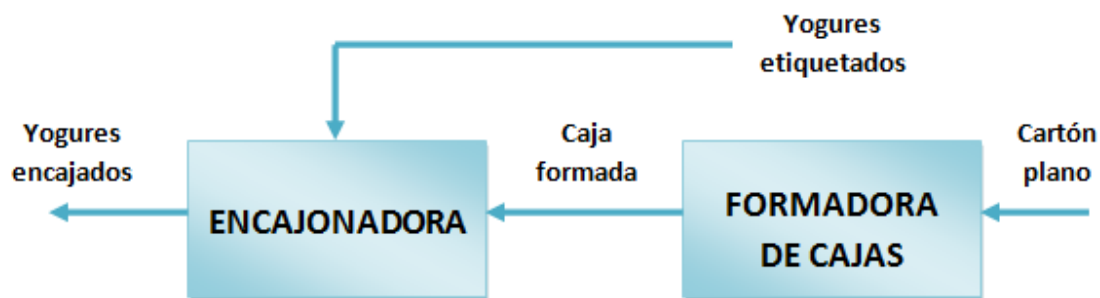 Yogures
etiquetados
Yogures
encajados
Caja
formada
Cartón
plano
ENCAJONADORA
FORMADORA
DE CAJAS